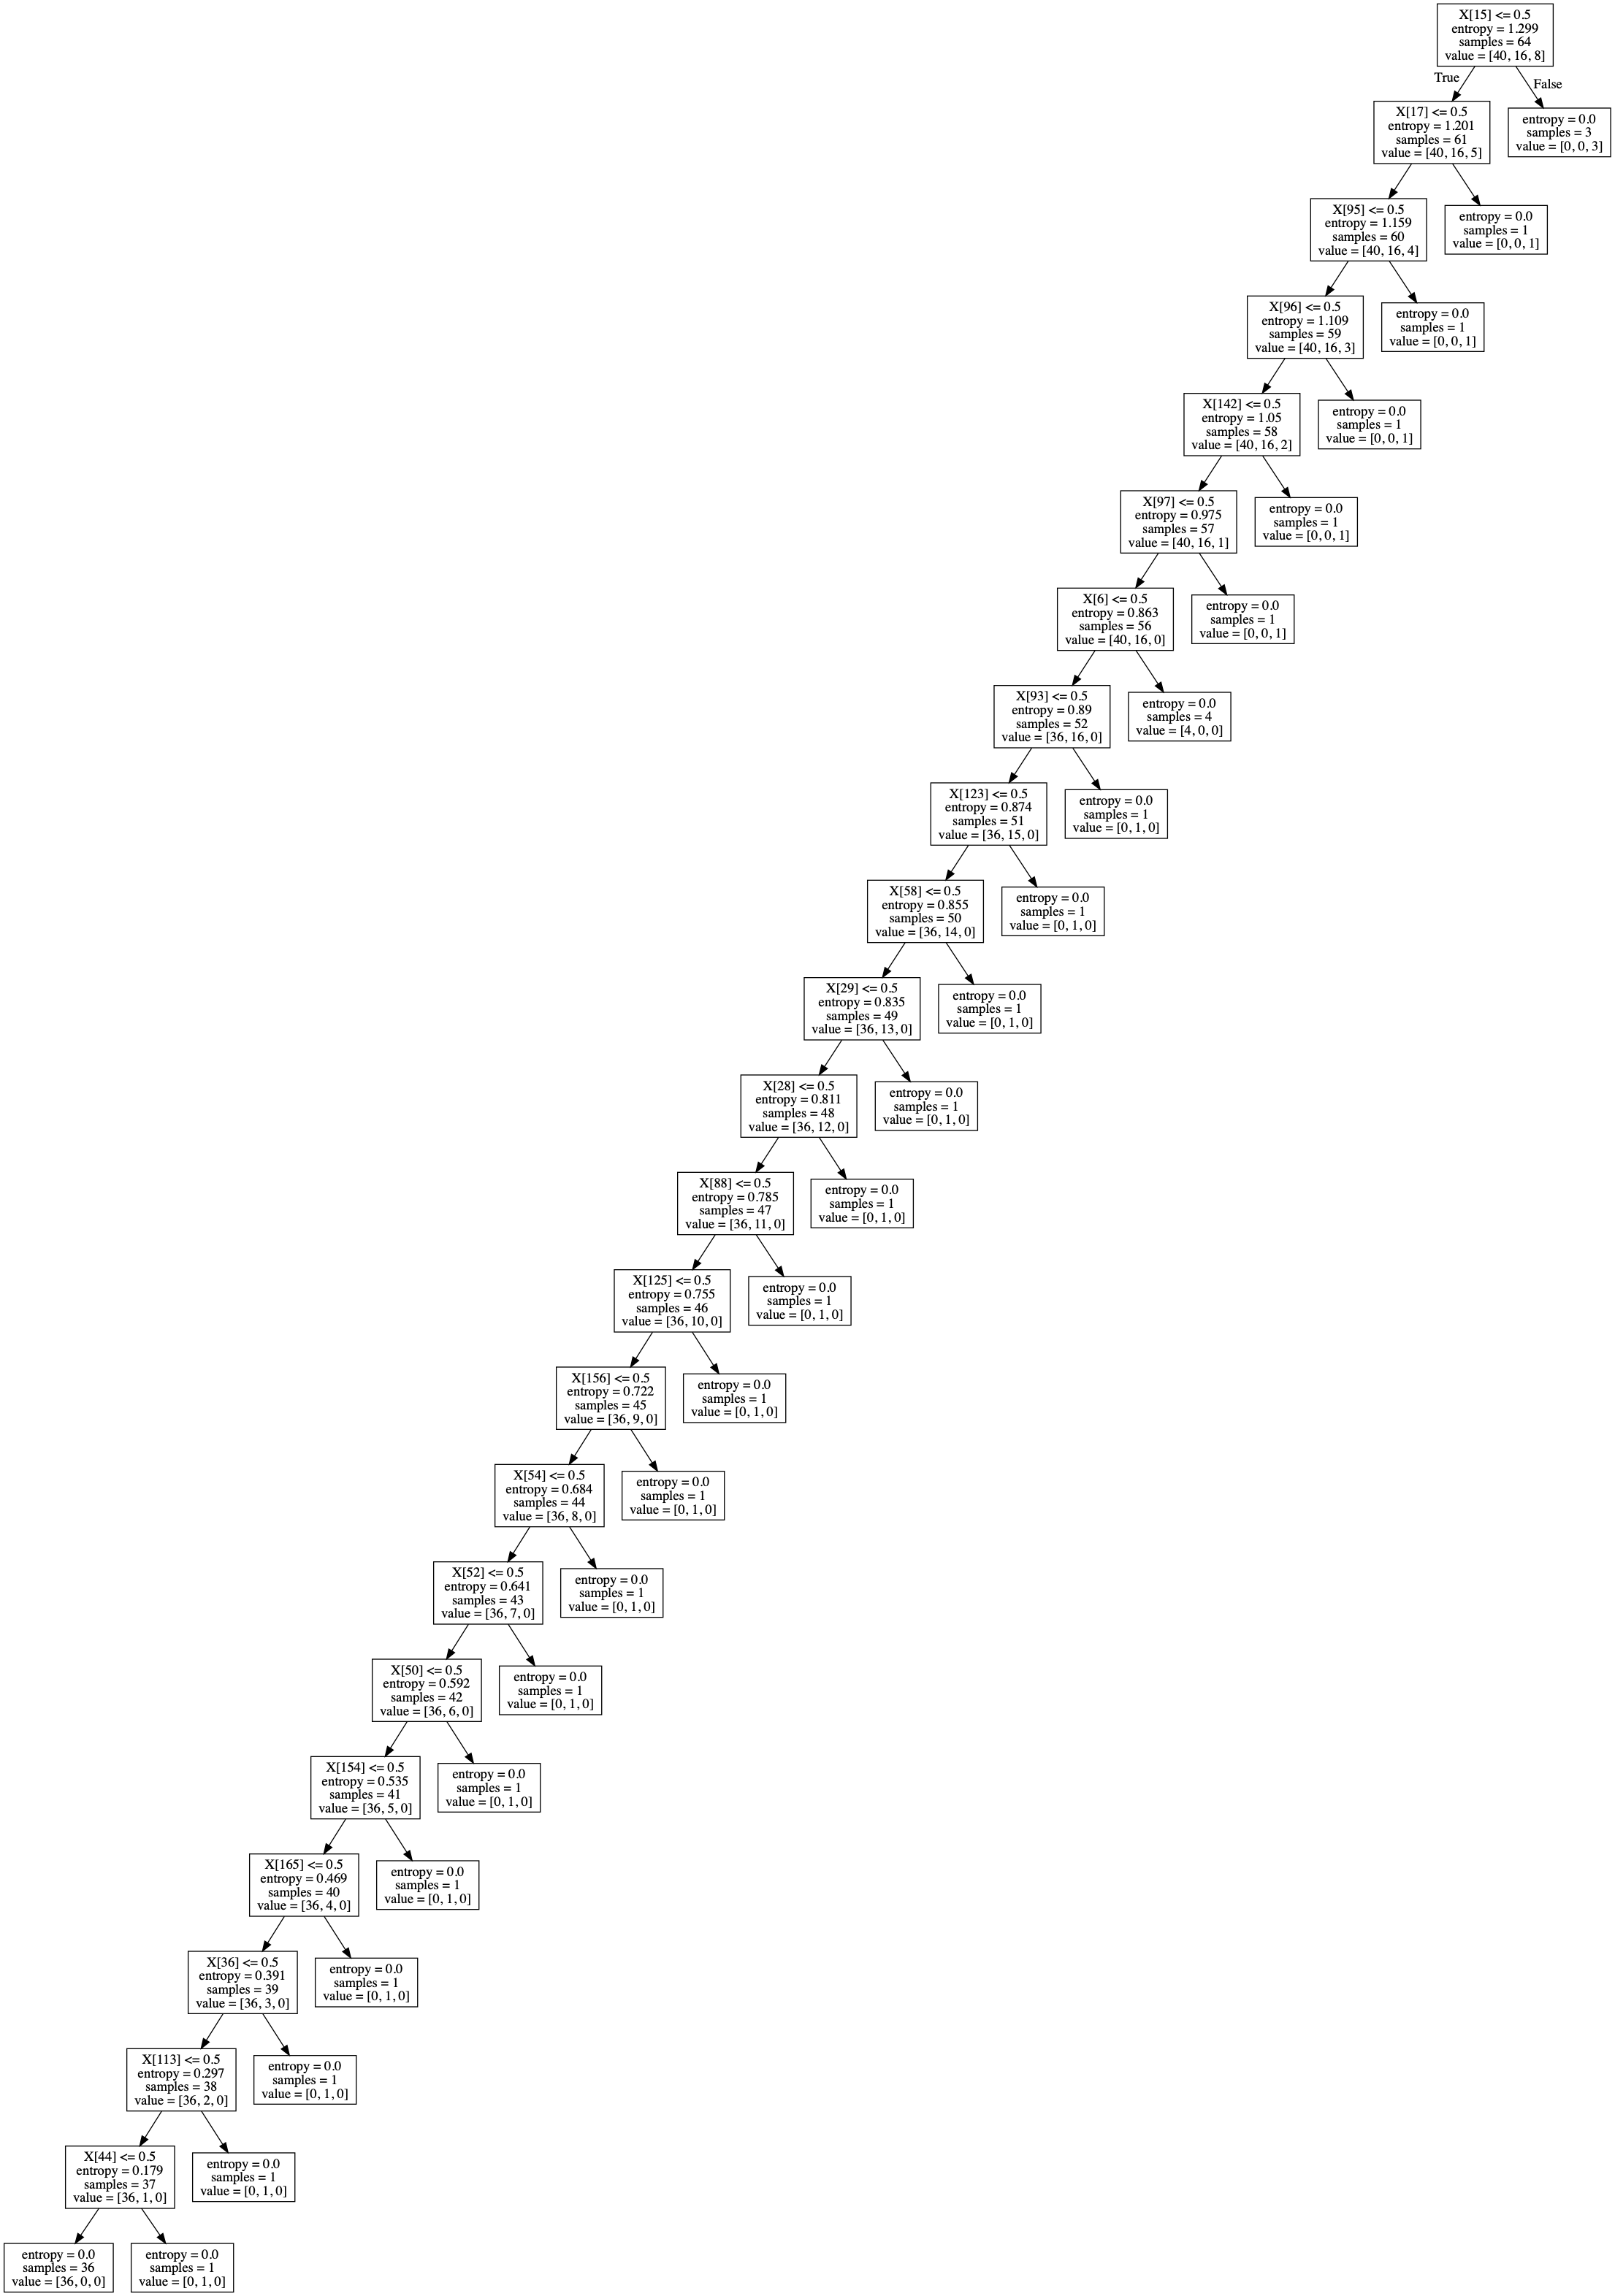 X[15] <= 0.5
entropy = 1.299
samples = 64
value = [40, 16, 8]
True
False
X[17] <= 0.5
entropy = 1.201
samples = 61
value = [40, 16, 5]
entropy = 0.0
samples = 3
value = [0, 0, 3]
X[95] <= 0.5
entropy = 1.159
samples = 60
value = [40, 16, 4]
entropy = 0.0
samples = 1
value = [0, 0, 1]
X[96] <= 0.5
entropy = 1.109
samples = 59
value = [40, 16, 3]
entropy = 0.0
samples = 1
value = [0, 0, 1]
X[142] <= 0.5
entropy = 1.05
samples = 58
value = [40, 16, 2]
entropy = 0.0
samples = 1
value = [0, 0, 1]
X[97] <= 0.5
entropy = 0.975
samples = 57
value = [40, 16, 1]
entropy = 0.0
samples = 1
value = [0, 0, 1]
X[6] <= 0.5
entropy = 0.863
samples = 56
value = [40, 16, 0]
entropy = 0.0
samples = 1
value = [0, 0, 1]
X[93] <= 0.5
entropy = 0.89
samples = 52
value = [36, 16, 0]
entropy = 0.0
samples = 4
value = [4, 0, 0]
X[123] <= 0.5
entropy = 0.874
samples = 51
value = [36, 15, 0]
entropy = 0.0
samples = 1
value = [0, 1, 0]
X[58] <= 0.5
entropy = 0.855
samples = 50
value = [36, 14, 0]
entropy = 0.0
samples = 1
value = [0, 1, 0]
X[29] <= 0.5
entropy = 0.835
samples = 49
value = [36, 13, 0]
entropy = 0.0
samples = 1
value = [0, 1, 0]
X[28] <= 0.5
entropy = 0.811
samples = 48
value = [36, 12, 0]
entropy = 0.0
samples = 1
value = [0, 1, 0]
X[88] <= 0.5
entropy = 0.785
samples = 47
value = [36, 11, 0]
entropy = 0.0
samples = 1
value = [0, 1, 0]
X[125] <= 0.5
entropy = 0.755
samples = 46
value = [36, 10, 0]
entropy = 0.0
samples = 1
value = [0, 1, 0]
X[156] <= 0.5
entropy = 0.722
samples = 45
value = [36, 9, 0]
entropy = 0.0
samples = 1
value = [0, 1, 0]
X[54] <= 0.5
entropy = 0.684
samples = 44
value = [36, 8, 0]
entropy = 0.0
samples = 1
value = [0, 1, 0]
X[52] <= 0.5
entropy = 0.641
samples = 43
value = [36, 7, 0]
entropy = 0.0
samples = 1
value = [0, 1, 0]
X[50] <= 0.5
entropy = 0.592
samples = 42
value = [36, 6, 0]
entropy = 0.0
samples = 1
value = [0, 1, 0]
X[154] <= 0.5
entropy = 0.535
samples = 41
value = [36, 5, 0]
entropy = 0.0
samples = 1
value = [0, 1, 0]
X[165] <= 0.5
entropy = 0.469
samples = 40
value = [36, 4, 0]
entropy = 0.0
samples = 1
value = [0, 1, 0]
X[36] <= 0.5
entropy = 0.391
samples = 39
value = [36, 3, 0]
entropy = 0.0
samples = 1
value = [0, 1, 0]
X[113] <= 0.5
entropy = 0.297
samples = 38
value = [36, 2, 0]
entropy = 0.0
samples = 1
value = [0, 1, 0]
X[44] <= 0.5
entropy = 0.179
samples = 37
value = [36, 1, 0]
entropy = 0.0
samples = 1
value = [0, 1, 0]
entropy = 0.0
samples = 36
value = [36, 0, 0]
entropy = 0.0
samples = 1
value = [0, 1, 0]